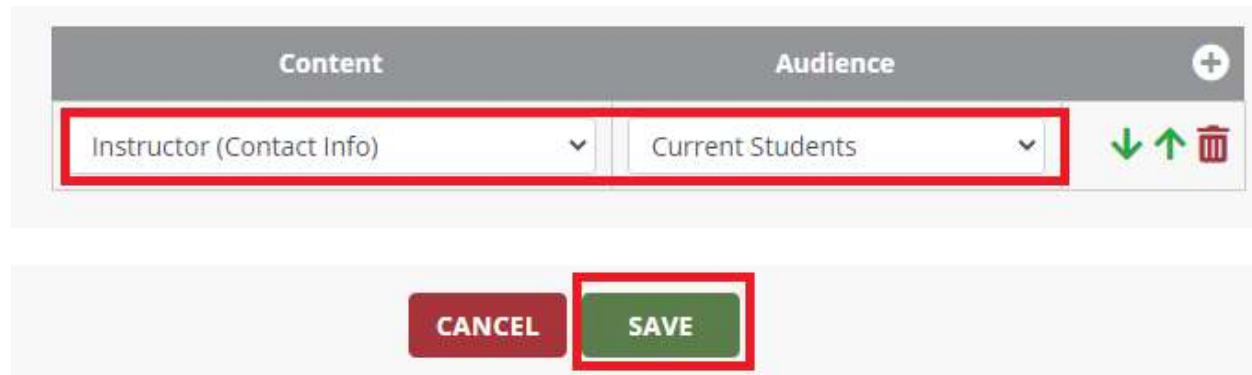 Content Audience
Instructor (Contact Info) Current Students
CANCEL SAVE